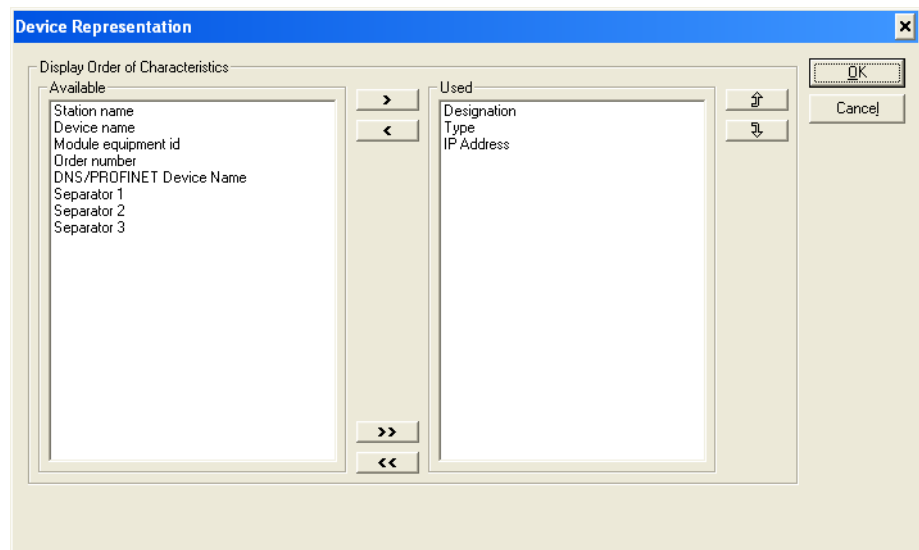 Device Representation
Display Order of Characteristics
Available
Station name
Device name
Module equipment id
Order number
DNS/PROFINET Device Name
Separator 1
Separator 2
Separator 3
>
<
>>
<<
Used
Designation
Type
IP Address
OK
Cancel